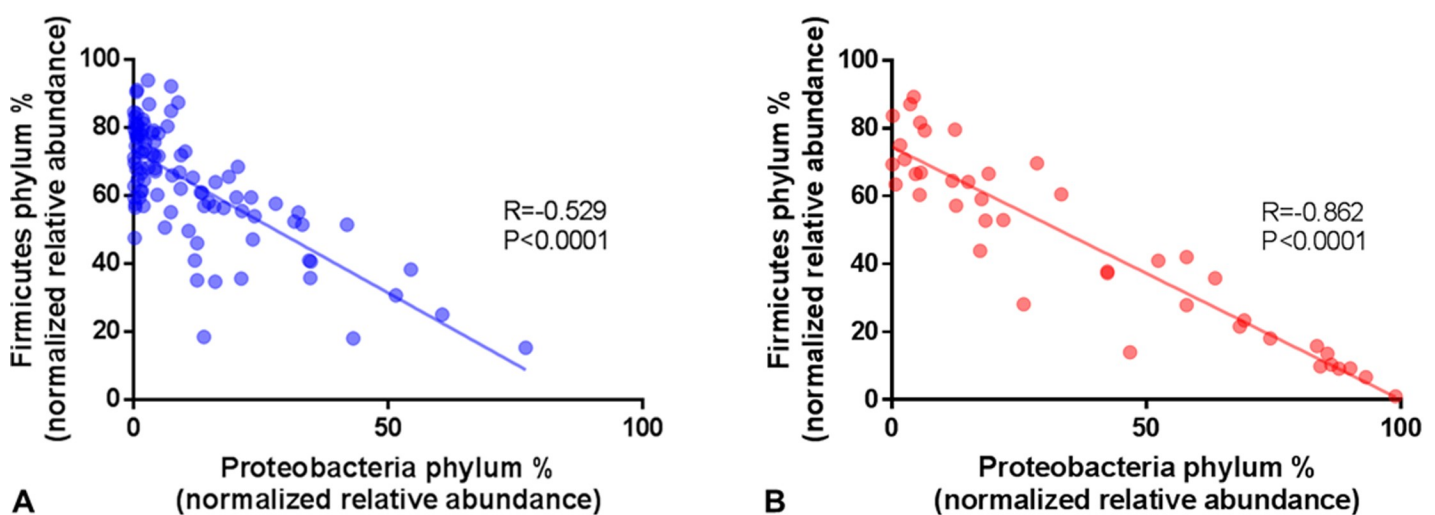 Firmicutes phylum %
(normalized relative abundance)
100
80
60
40
20
0
0
50
100
R=-0.529
P<0.0001
Proteobacteria phylum %
(normalized relative abundance)
A
Firmicutes phylum %
(normalized relative abundance)
100
80
60
40
20
0
0
50
100
R=-0.862
P<0.0001
Proteobacteria phylum %
(normalized relative abundance)
B